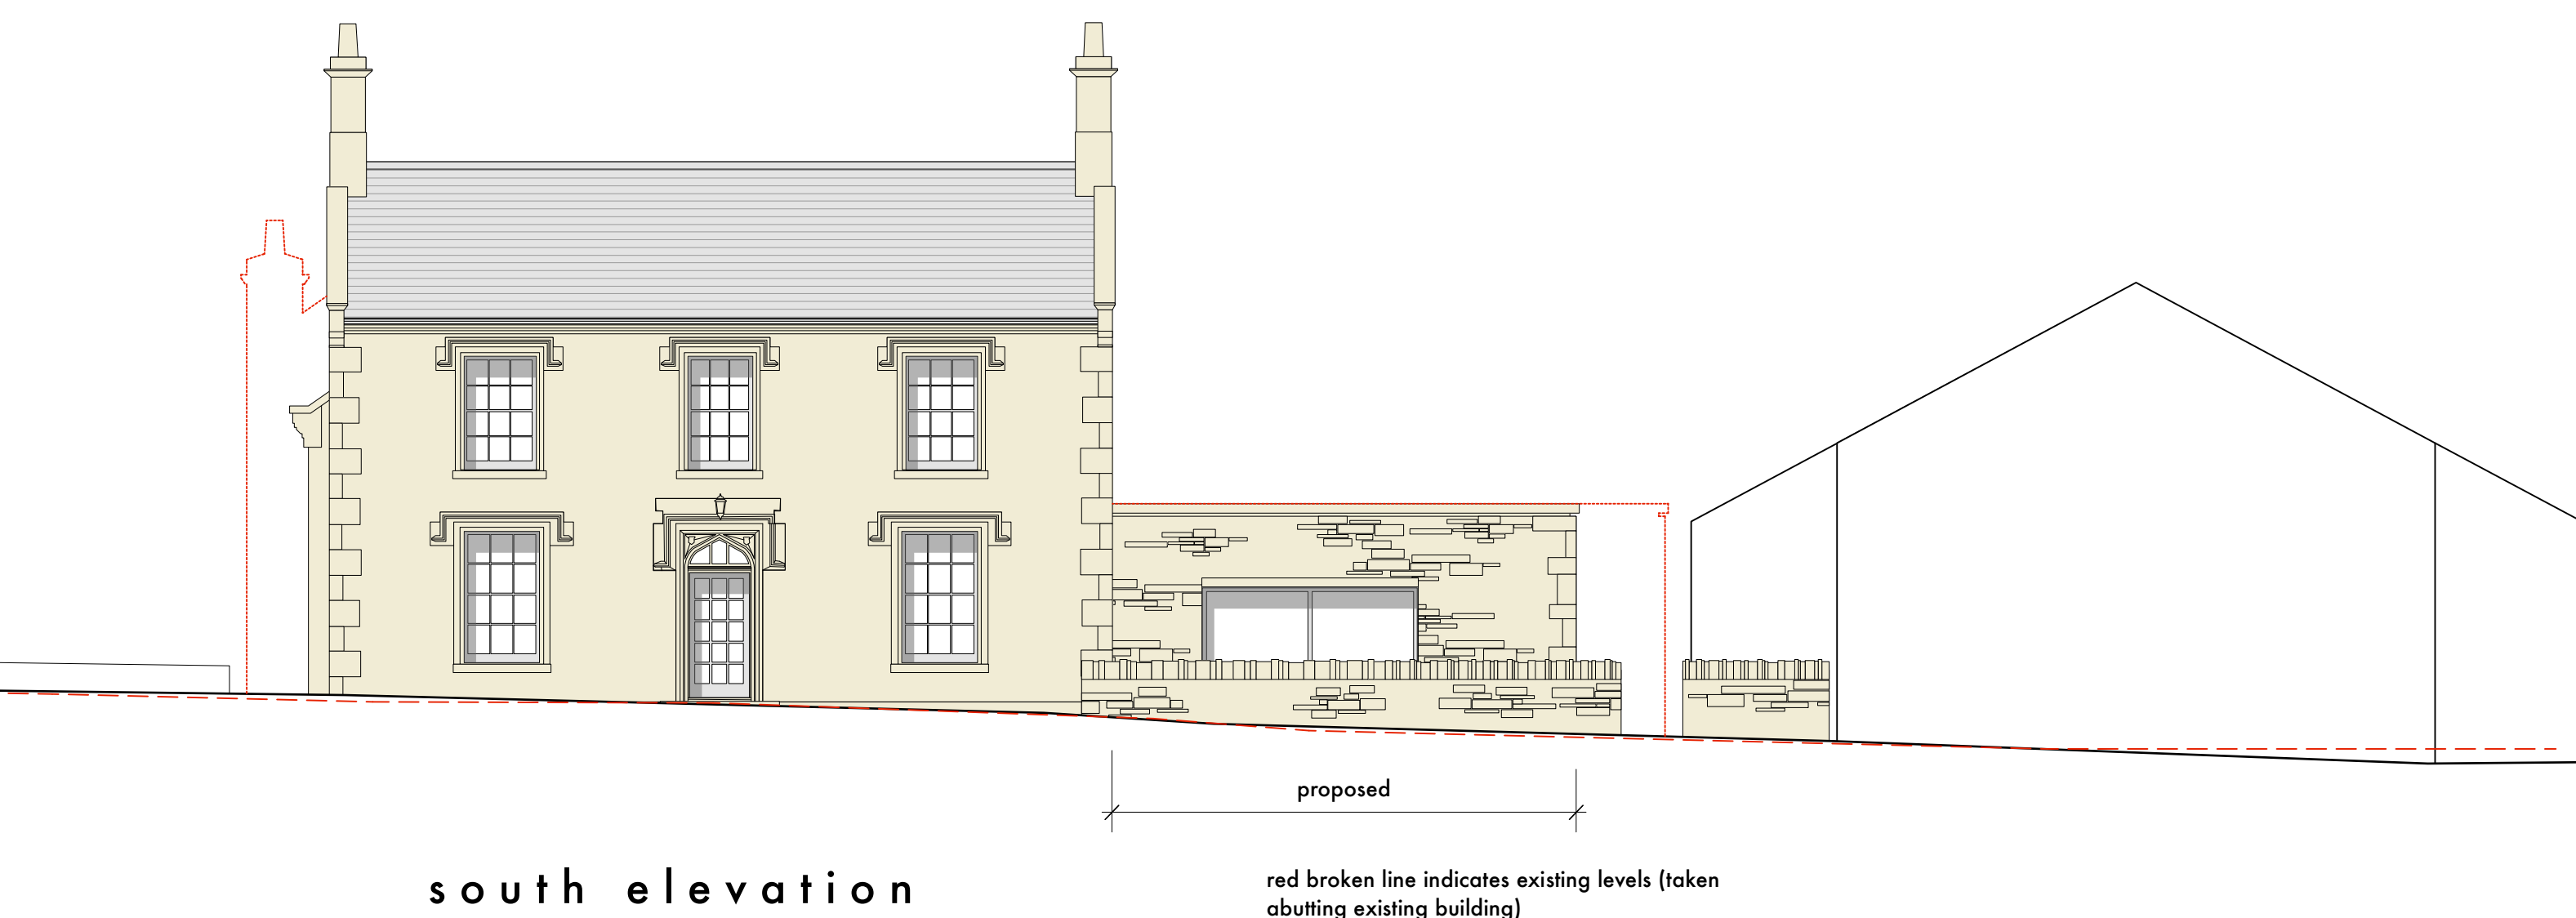 proposed
south elevation
red broken line indicates existing levels (taken
abutting existing building)